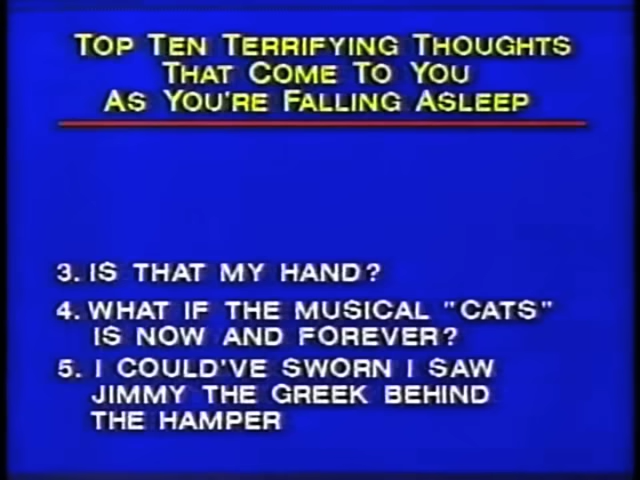 TOP TEN TERRIFYING THOUGHTS
THAT COME TO YOU
AS YOU'RE FALLING ASLEEP
3. IS THAT MY HAND?
4. WHAT IF THE MUSICAL "CATS"
IS NOW AND FOREVER?
5. I COULD'VE SWORN I SAW
JIMMY THE GREEK BEHIND
THE HAMPER